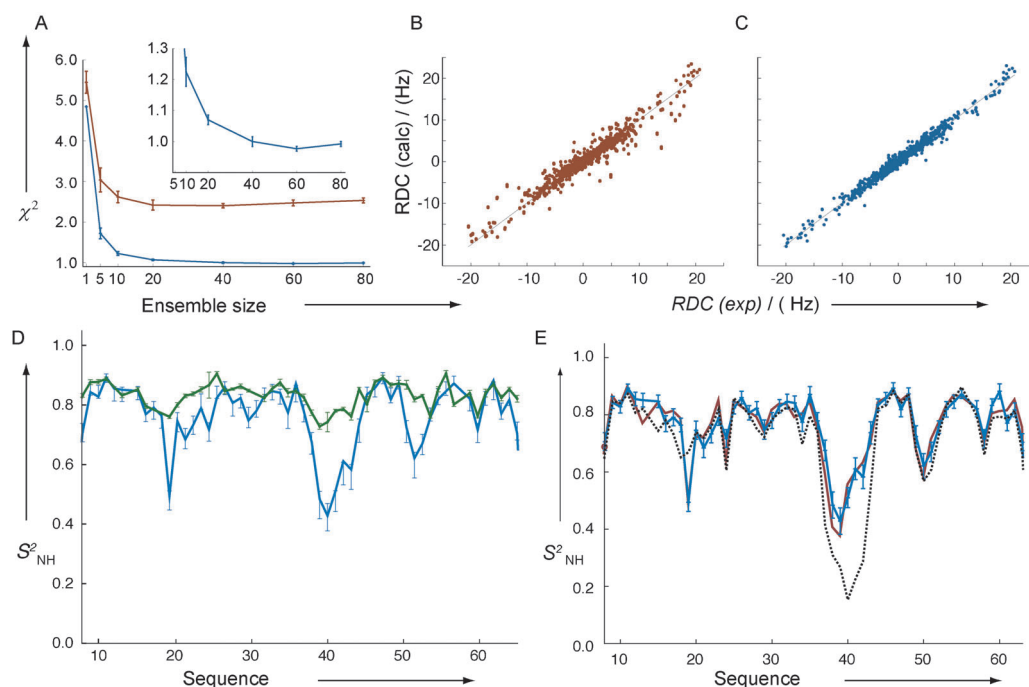 A
B
C
χ²
6.0
5.0
4.0
3.0
2.0
1.0
1 5 10 20 40 60 80
Ensemble size
1.3
1.2
1.1
1.0
5 10 20 40 60 80
RDC (calc) / (Hz)
20
10
0
-10
-20
-20 -10 0 10 20
-20 -10 0 10 20
RDC (exp) / ( Hz)
D
S²NH
1.0
0.8
0.6
0.4
0.2
0.0
10 20 30 40 50 60
Sequence
E
S²NH
1.0
0.8
0.6
0.4
0.2
0.0
10 20 30 40 50 60
Sequence